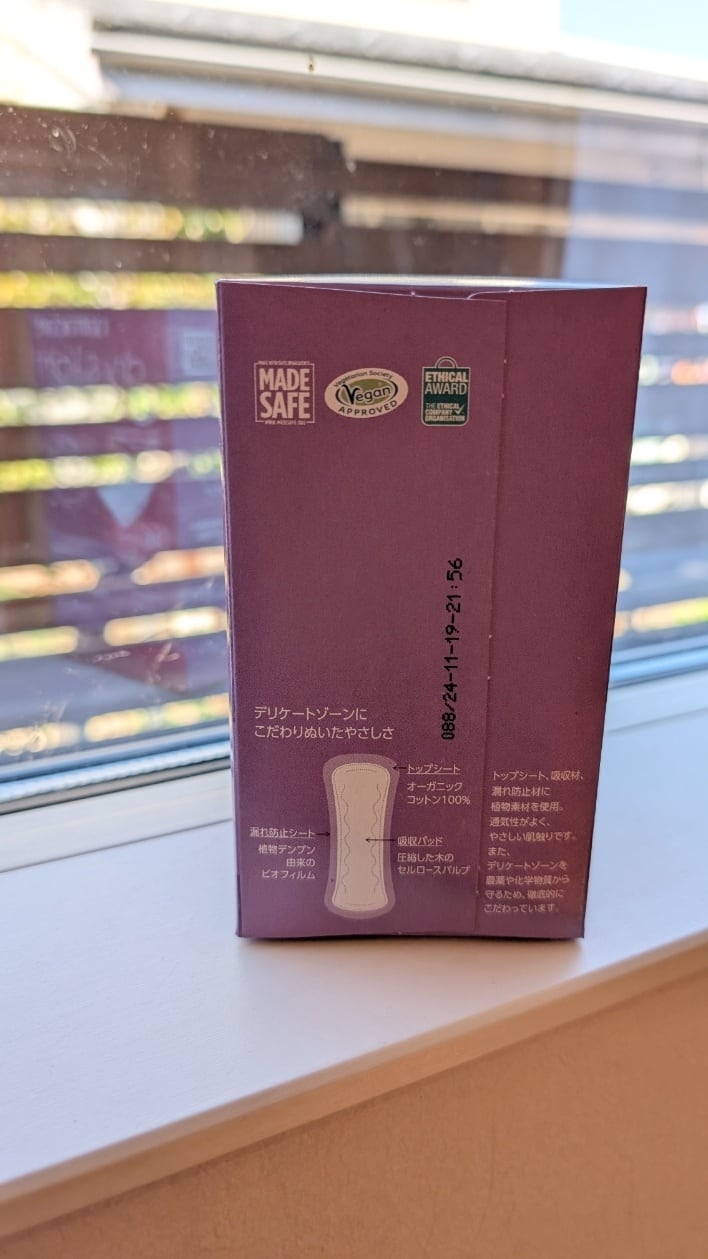 MADE
SAFE
Vegetarian Society
Vegan
APPROVED
ETHICAL
AWARD
THE ETHICAL
COMPANY
ORGANISATION
088/24-11-19-21:56
デリケートゾーンに
こだわりぬいたやさしさ
トップシート
オーガニック
コットン100%
漏れ防止シート
植物デンプン
由来の
ビオフィルム
吸収パッド
圧縮した木の
セルロースパルプ
トップシート、吸収材、
漏れ防止材に
植物素材を使用。
通気性がよく、
やさしい肌触りです。
また、
デリケートゾーンを
農薬や化学物質から
守るため、徹底的に
こだわっています。